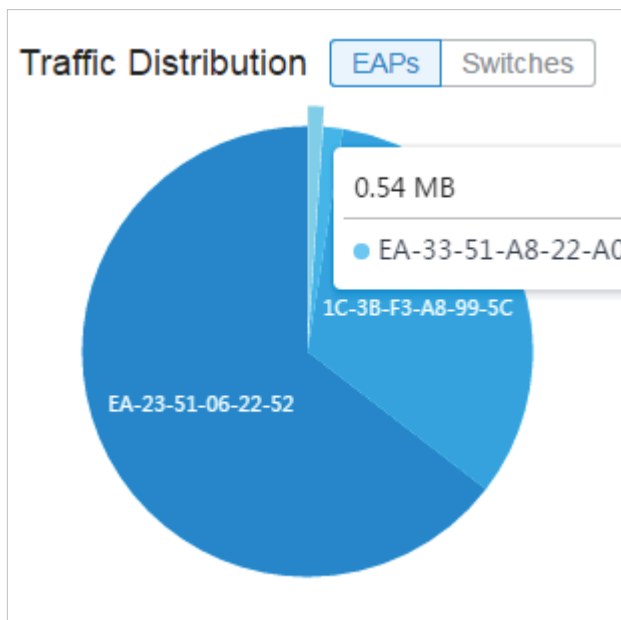 Traffic Distribution EAPs Switches
0.54 MB
EA-33-51-A8-22-A0
1C-3B-F3-A8-99-5C
EA-23-51-06-22-52